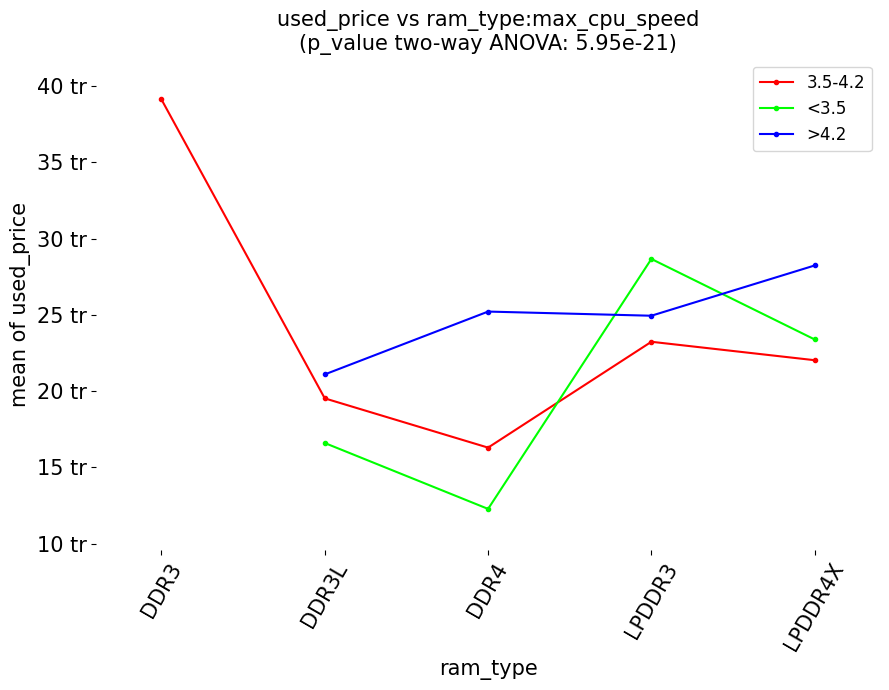 used_price vs ram_type:max_cpu_speed
(p_value two-way ANOVA: 5.95e-21)
3.5-4.2
<3.5
>4.2
mean of used_price
40 tr
35 tr
30 tr
25 tr
20 tr
15 tr
10 tr
DDR3
DDR3L
DDR4
LPDDR3
LPDDR4X
ram_type